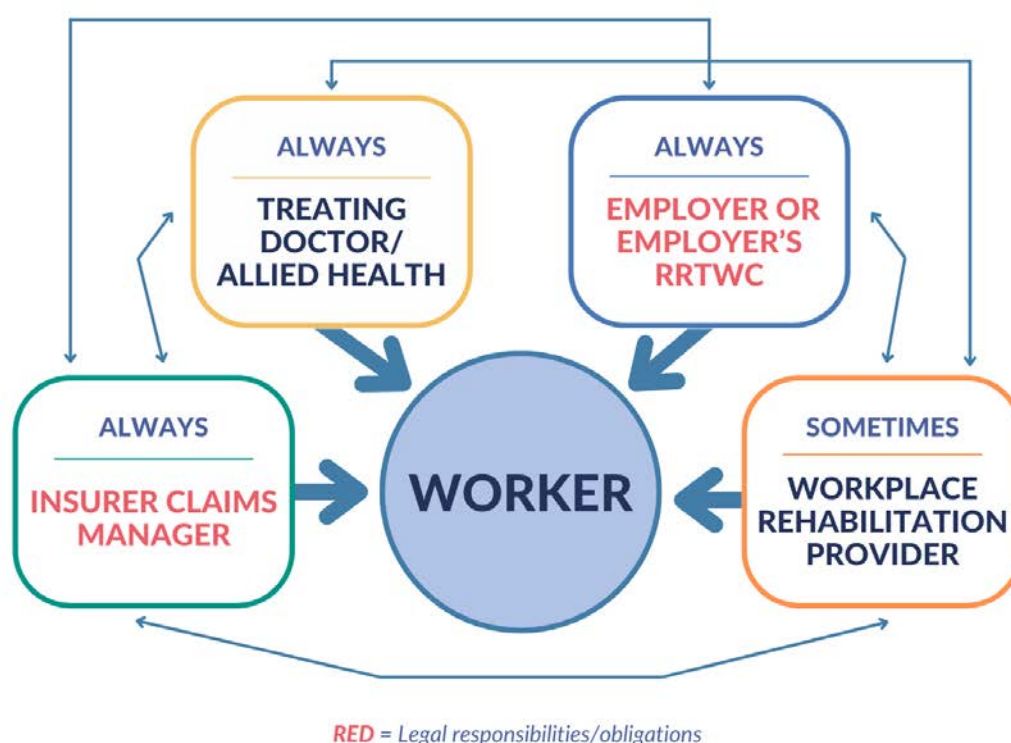 ALWAYS
TREATING
DOCTOR/
ALLIED HEALTH
ALWAYS
EMPLOYER OR
EMPLOYER'S
RRTWC
ALWAYS
INSURER CLAIMS
MANAGER
WORKER
SOMETIMES
WORKPLACE
REHABILITATION
PROVIDER
RED = Legal responsibilities/obligations